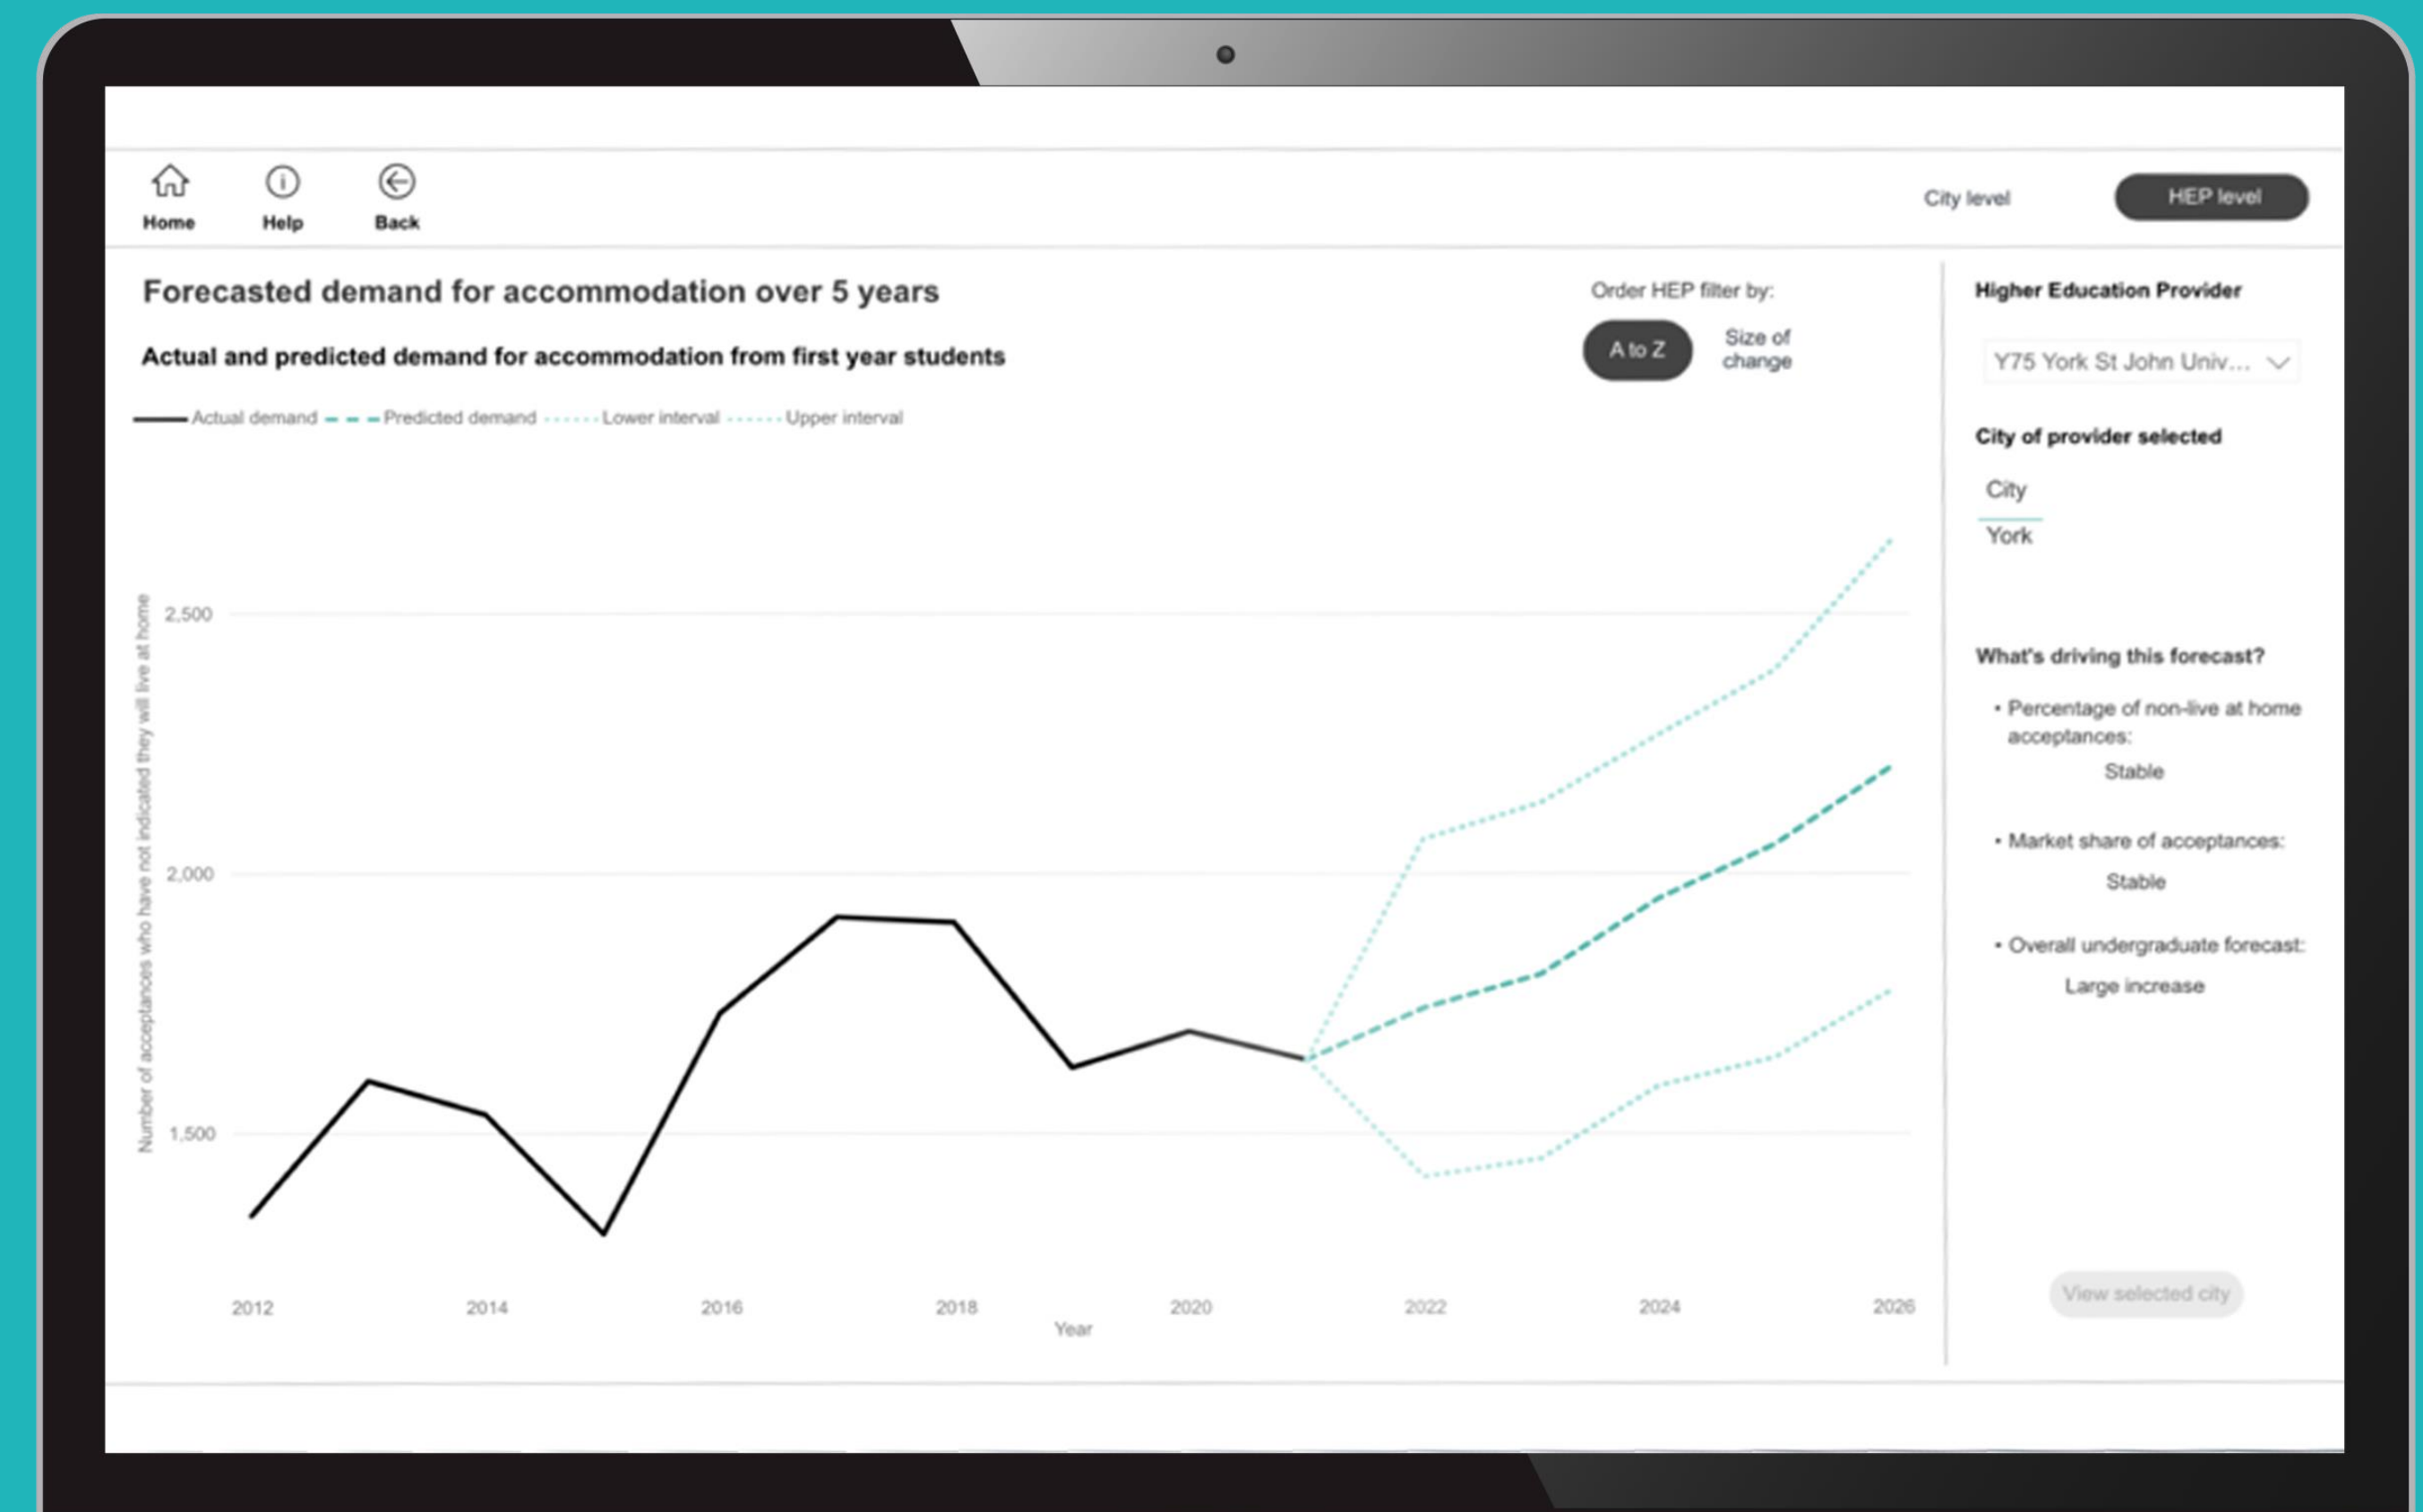 Home
Help
Back
City level
HEP level
Forecasted demand for accommodation over 5 years
Actual and predicted demand for accommodation from first year students
Actual demand
Predicted demand
Lower interval
Upper interval
Order HEP filter by:
A to Z
Size of
change
Number of acceptances who have not indicated they will live at home
2,500
2,000
1,500
2012
2014
2016
2018
2020
2022
2024
2026
Year
Higher Education Provider
Y75 York St John Univ...
City of provider selected
City
York
What's driving this forecast?
• Percentage of non-live at home
acceptances:
Stable
• Market share of acceptances:
Stable
• Overall undergraduate forecast:
Large increase
View selected city